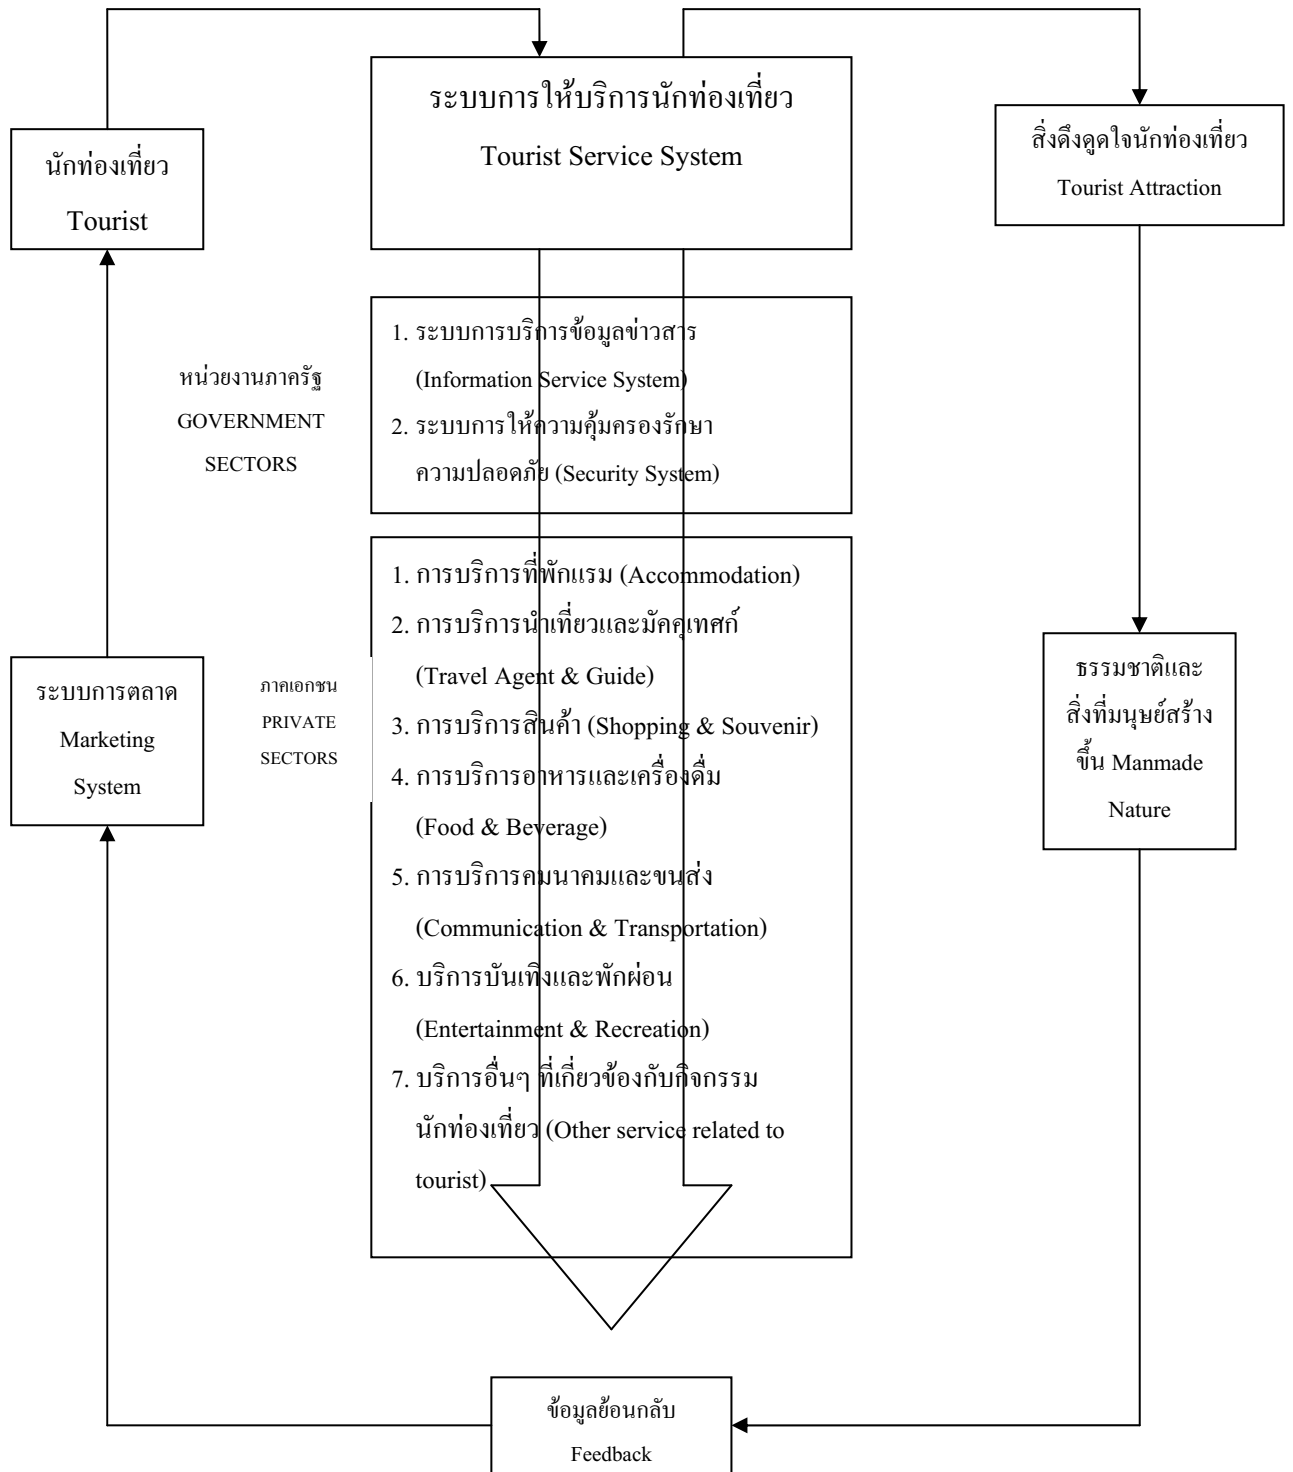 ระบบการให้บริการนักท่องเที่ยว
Tourist Service System
นักท่องเที่ยว
Tourist
สิ่งดึงดูดใจนักท่องเที่ยว
Tourist Attraction
หน่วยงานภาครัฐ
GOVERNMENT
SECTORS
1. ระบบการบริการข้อมูลข่าวสาร
(Information Service System)
2. ระบบการให้ความคุ้มครองรักษา
ความปลอดภัย (Security System)
ภาคเอกชน
PRIVATE
SECTORS
1. การบริการที่พักแรม (Accommodation)
2. การบริการนำเที่ยวและมัคคุเทศก์
(Travel Agent & Guide)
3. การบริการสินค้า (Shopping & Souvenir)
4. การบริการอาหารและเครื่องดื่ม
(Food & Beverage)
5. การบริการคมนาคมและขนส่ง
(Communication & Transportation)
6. บริการบันเทิงและพักผ่อน
(Entertainment & Recreation)
7. บริการอื่นๆ ที่เกี่ยวข้องกับกิจกรรม
นักท่องเที่ยว (Other service related to
tourist)
ระบบการตลาด
Marketing
System
ธรรมชาติและ
สิ่งที่มนุษย์สร้าง
ขึ้น Manmade
Nature
ข้อมูลย้อนกลับ
Feedback